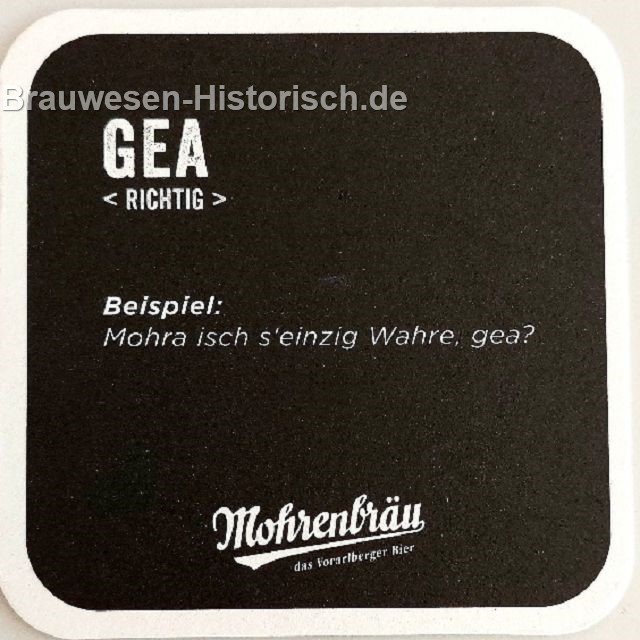 Brauwesen-Historisch.de
GEA
< RICHTIG >
Beispiel:
Mohra isch s'einzig Wahre, gea?
Mohrenbräu
das Vorarlberger Bier